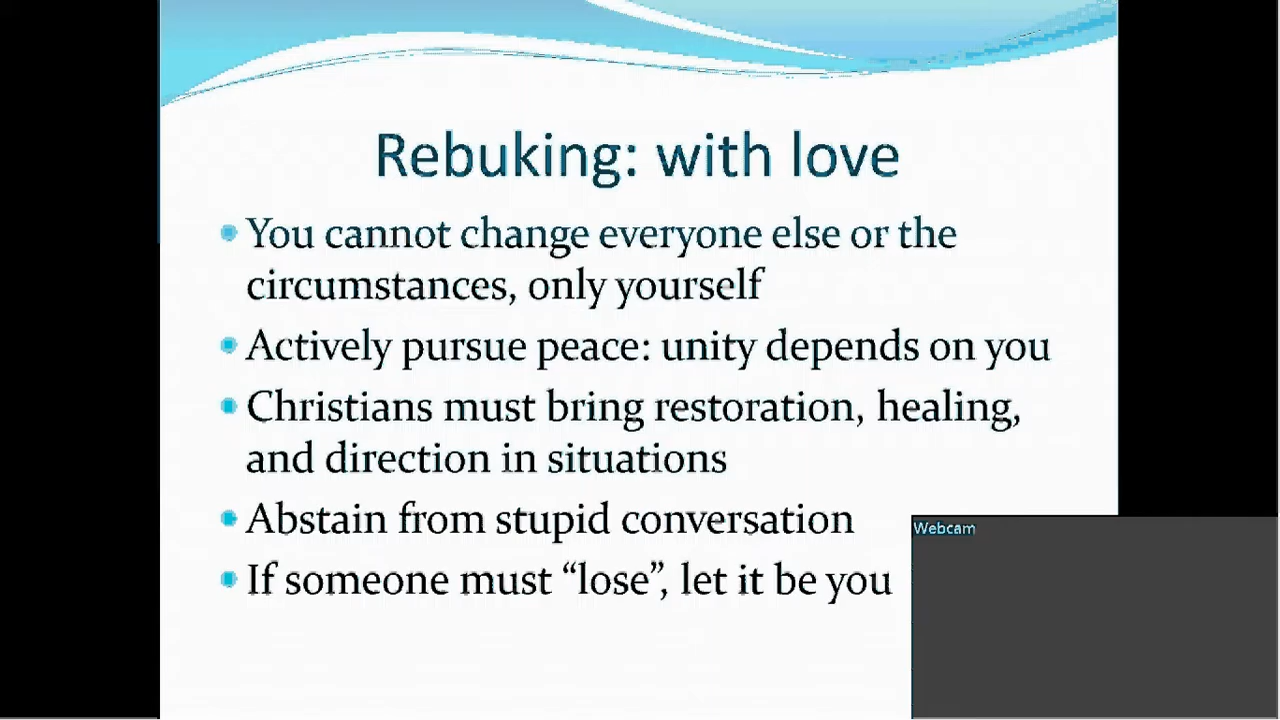 Rebuking: with love
• You cannot change everyone else or the
circumstances, only yourself
• Actively pursue peace: unity depends on you
• Christians must bring restoration, healing,
and direction in situations
• Abstain from stupid conversation
• If someone must “lose”, let it be you
Webcam